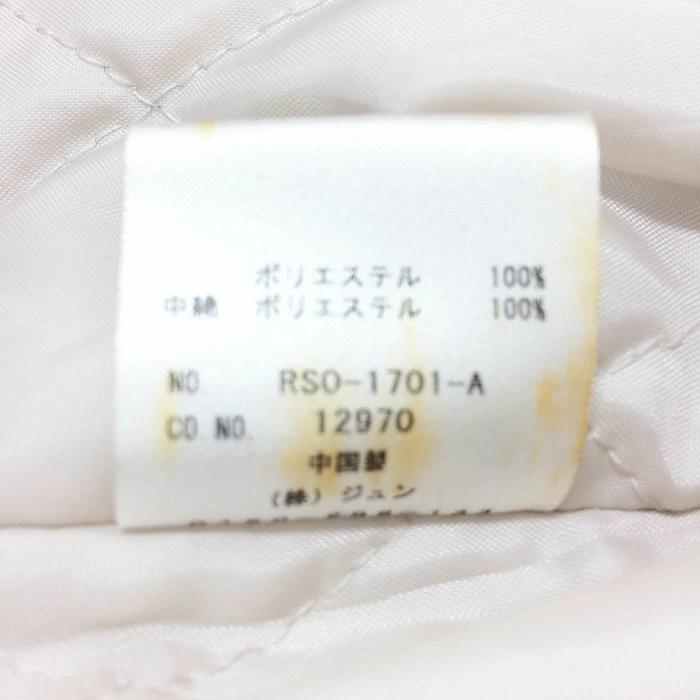 ポリエステル 100%
中綿 ポリエステル 100%
NO. RSO-1701-A
CO.NO. 12970
中国製
(株)ジュン